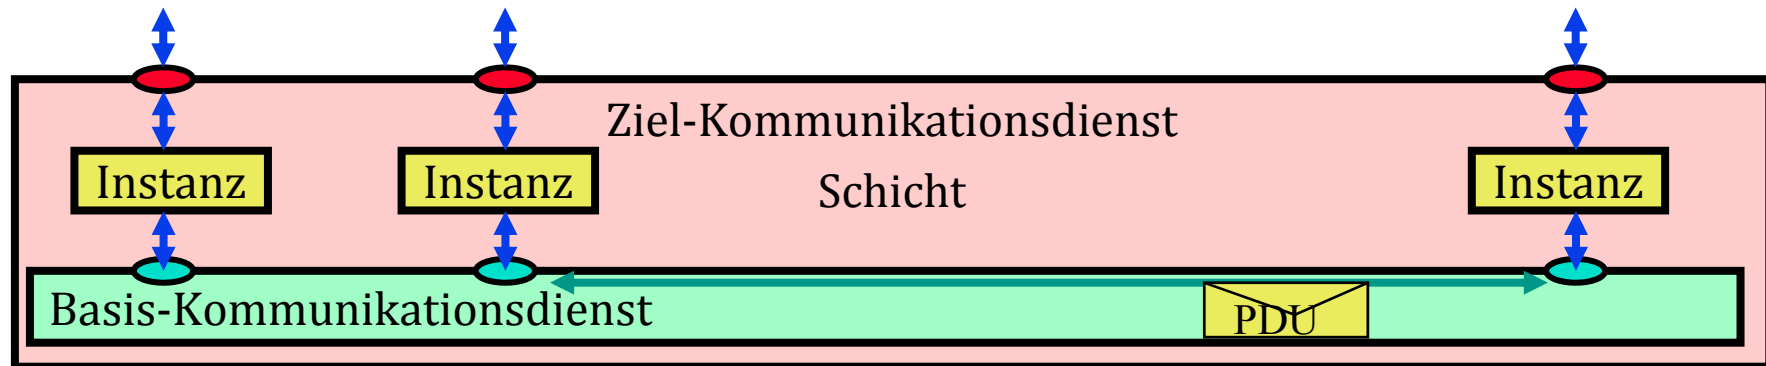 Ziel-Kommunikationsdienst
Instanz Instanz Schicht Instanz
Basis-Kommunikationsdienst
PDU